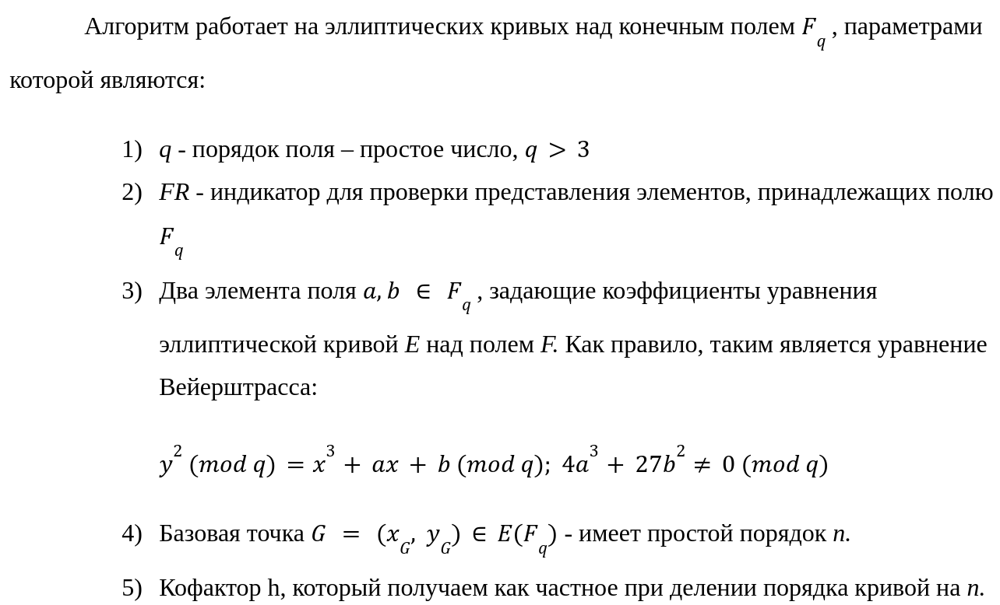 Алгоритм работает на эллиптических кривых над конечным полем F_q , параметрами
которой являются:
1) q - порядок поля – простое число, q > 3
2) FR - индикатор для проверки представления элементов, принадлежащих полю
F_q
3) Два элемента поля a, b ∈ F_q , задающие коэффициенты уравнения
эллиптической кривой E над полем F. Как правило, таким является уравнение
Вейерштрасса:
y^2 (mod q) = x^3 + ax + b (mod q); 4a^3 + 27b^2 ≠ 0 (mod q)
4) Базовая точка G = (x_G, y_G) ∈ E(F_q) - имеет простой порядок n.
5) Кофактор h, который получаем как частное при делении порядка кривой на n.